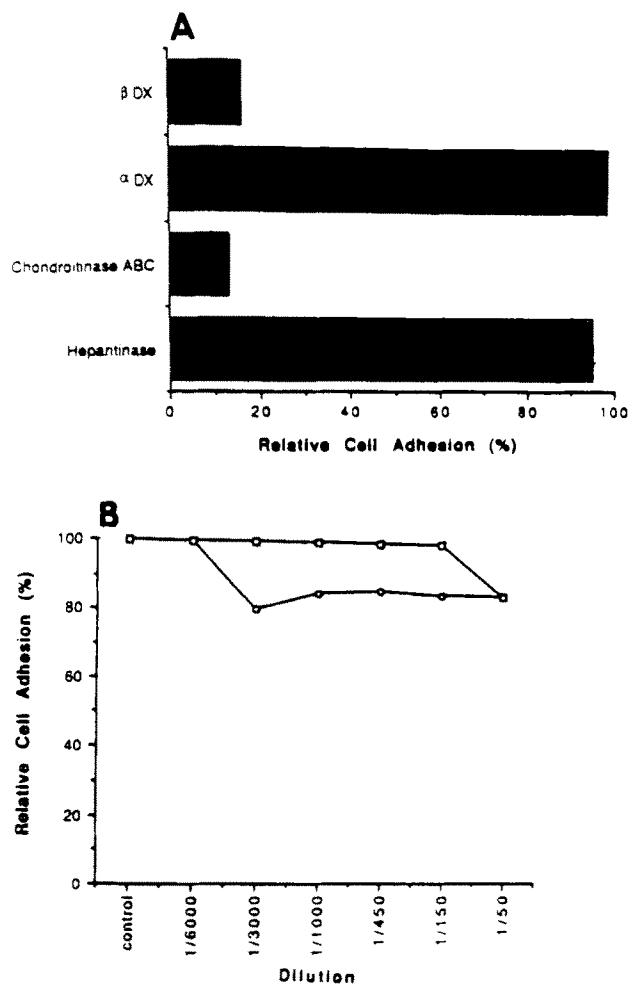 A
β DX
α DX
Chondroitinase ABC
Hepantinase
0 20 40 60 80 100
Relative Cell Adhesion (%)
B
100
80
60
40
20
0
Relative Cell Adhesion (%)
control 1/6000 1/3000 1/1000 1/450 1/150 1/50
Dilution